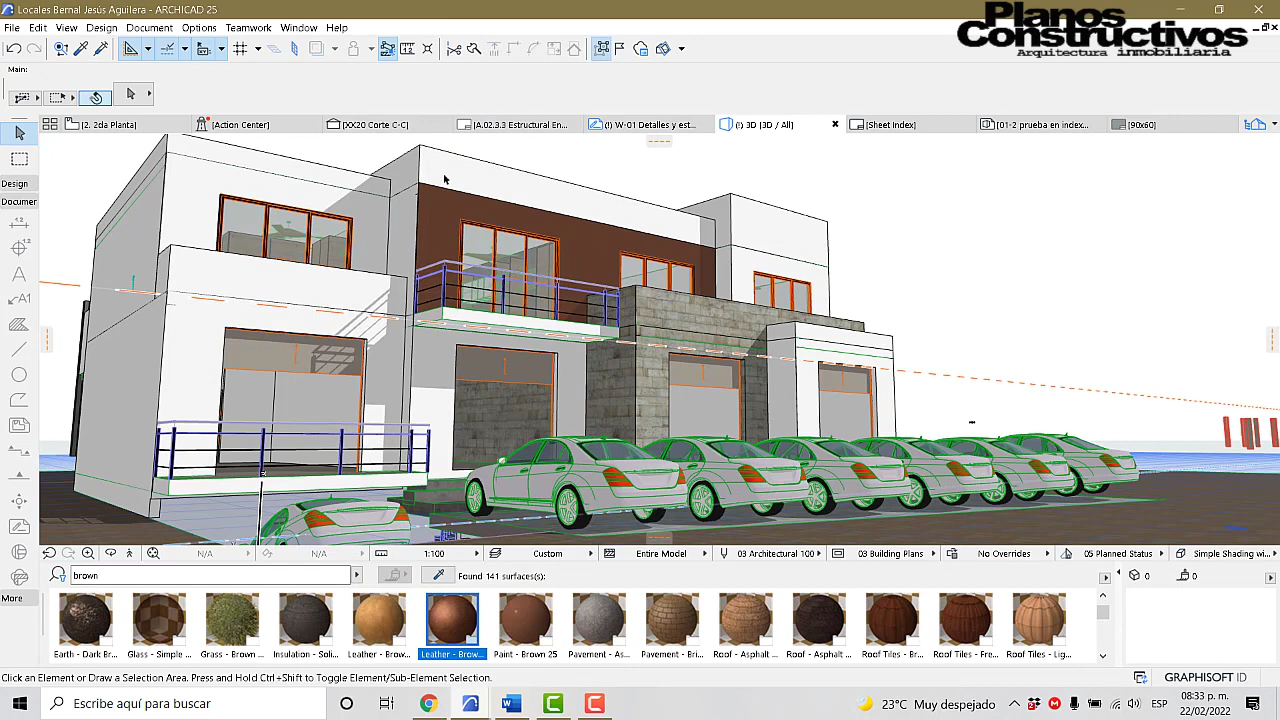 Locales Bernal Jesús Aguilera - ARCHICAD 25
Planos
Constructivos
Arquitectura inmobiliaria
File Edit View Design Document Options Teamwork Window Help
Main:
[2. 2da Planta] [Action Center] [XX20 Corte C-C] [A.02.3.3 Estructural En... (!) W-01 Detalles y est... (!) 3D [3D / All] [Sheet Index] [01-2 prueba en index... [90x60]
Design
Documer
1.2
A
A1
More
N/A N/A 1:100 Custom Entire Model 03 Architectural 100 03 Building Plans No Overrides 05 Planned Status Simple Shading wi...
brown
Found 141 surfaces(s):
0 0
Earth - Dark Br... Glass - Simple ... Grass - Brown ... Insulation - Soli... Leather - Brow... Leather - Brow... Paint - Brown 25 Pavement - As... Pavement - Bri... Roof - Asphalt ... Roof - Asphalt ... Roof Tiles - Br... Roof Tiles - Fre... Roof Tiles - Lig...
Click an Element or Draw a Selection Area. Press and Hold Ctrl+Shift to Toggle Element/Sub-Element Selection.
GRAPHISOFT ID
Escribe aquí para buscar
23°C Muy despejado
ESP
08:33 p. m.
22/02/2022